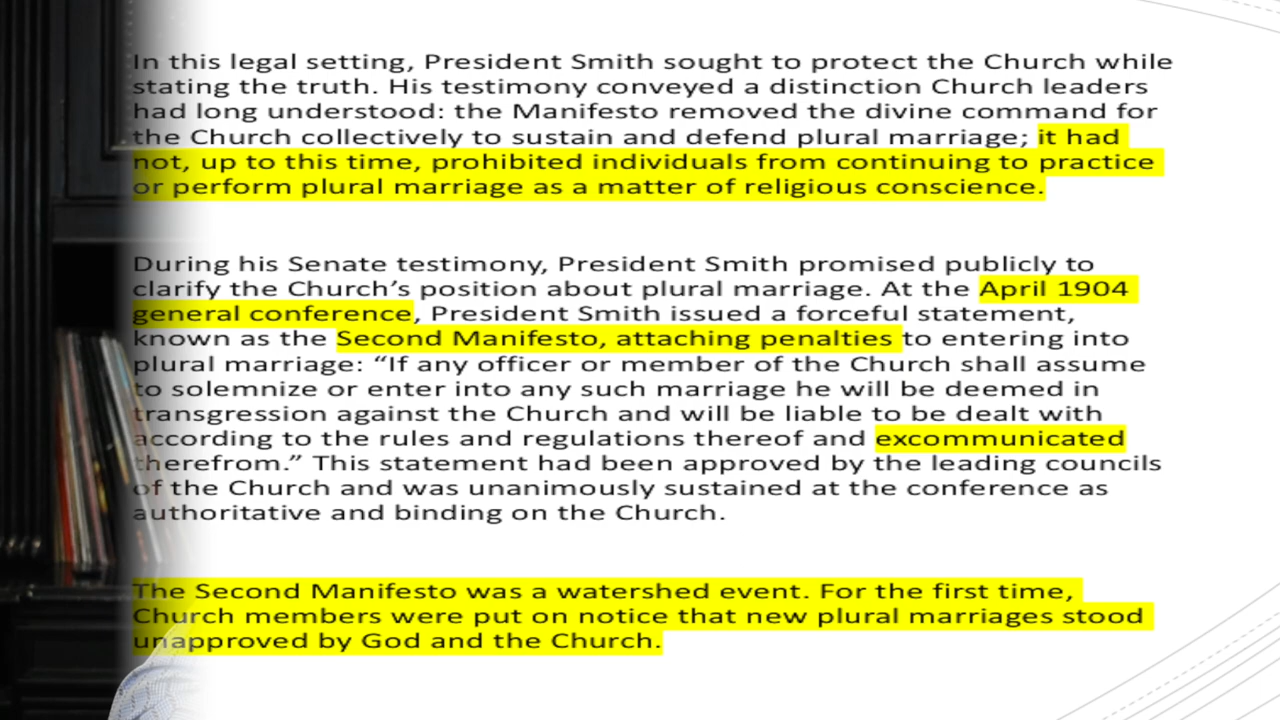 In this legal setting, President Smith sought to protect the Church while
stating the truth. His testimony conveyed a distinction Church leaders
had long understood: the Manifesto removed the divine command for
the Church collectively to sustain and defend plural marriage; it had
not, up to this time, prohibited individuals from continuing to practice
or perform plural marriage as a matter of religious conscience.
During his Senate testimony, President Smith promised publicly to
clarify the Church’s position about plural marriage. At the April 1904
general conference, President Smith issued a forceful statement,
known as the Second Manifesto, attaching penalties to entering into
plural marriage: “If any officer or member of the Church shall assume
to solemnize or enter into any such marriage he will be deemed in
transgression against the Church and will be liable to be dealt with
according to the rules and regulations thereof and excommunicated
therefrom.” This statement had been approved by the leading councils
of the Church and was unanimously sustained at the conference as
authoritative and binding on the Church.
The Second Manifesto was a watershed event. For the first time,
Church members were put on notice that new plural marriages stood
unapproved by God and the Church.